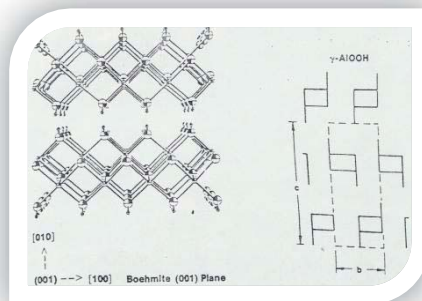 γ-AlOOH
c
b
[010]
(001) --> [100] Boehmite (001) Plane